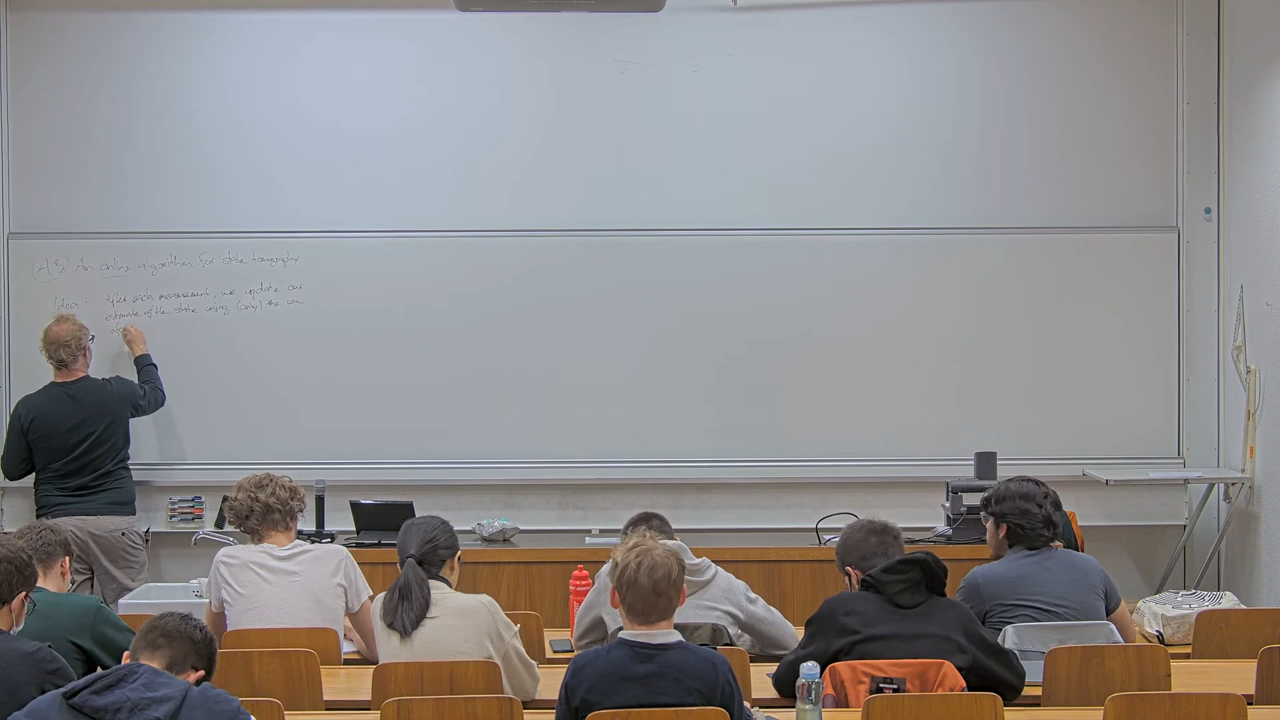 A3) An online algorithm for state tomography
Idea: After each measurement, we update our
estimate of the state using (only) the new